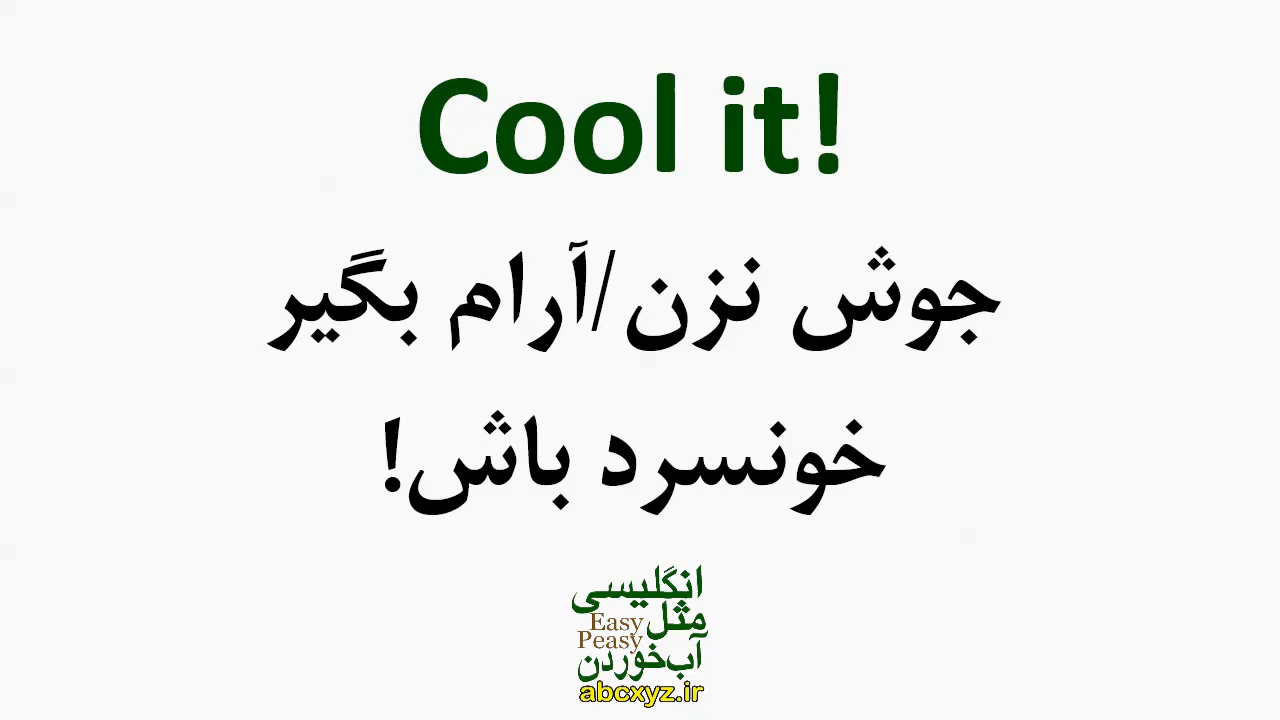 Cool it!
جوش نزن/آرام بگیر
خونسرد باش!
انگلیسی
مثل Easy
Peasy
آب‌خوردن
abcxyz.ir